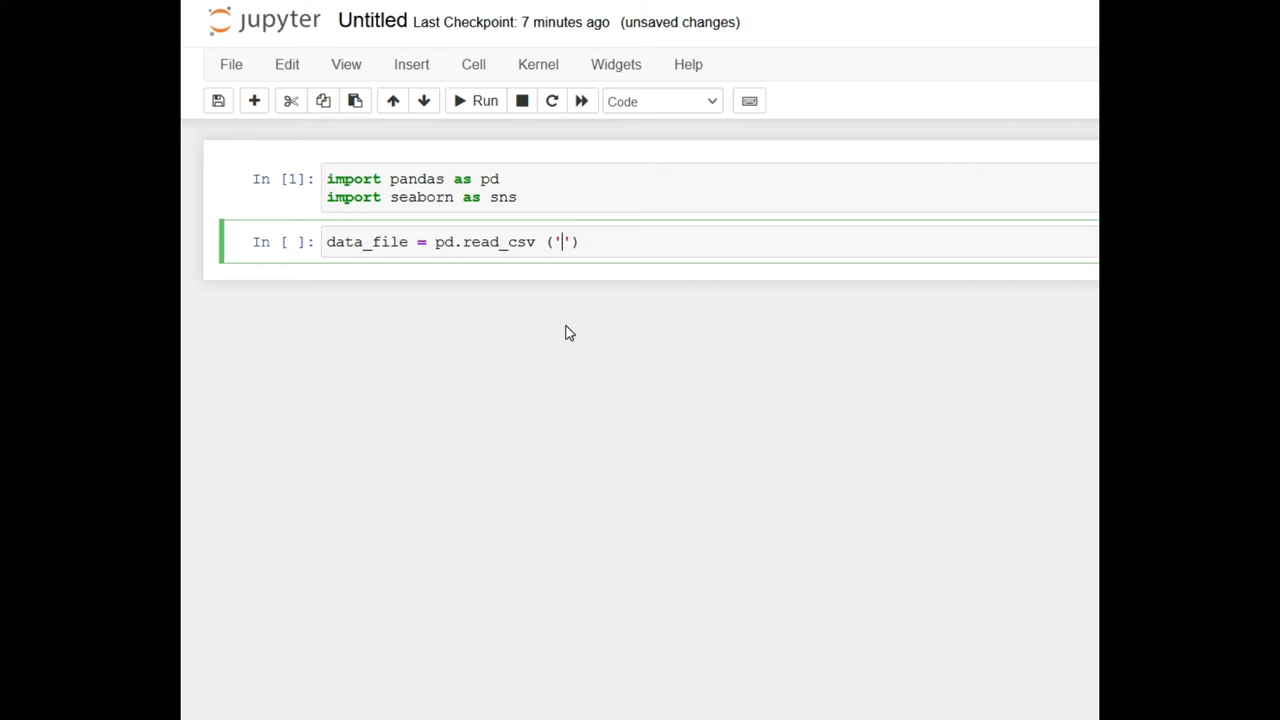 jupyter Untitled Last Checkpoint: 7 minutes ago (unsaved changes)
File Edit View Insert Cell Kernel Widgets Help
Run Code
In [1]: import pandas as pd
import seaborn as sns
In [ ]: data_file = pd.read_csv ('')